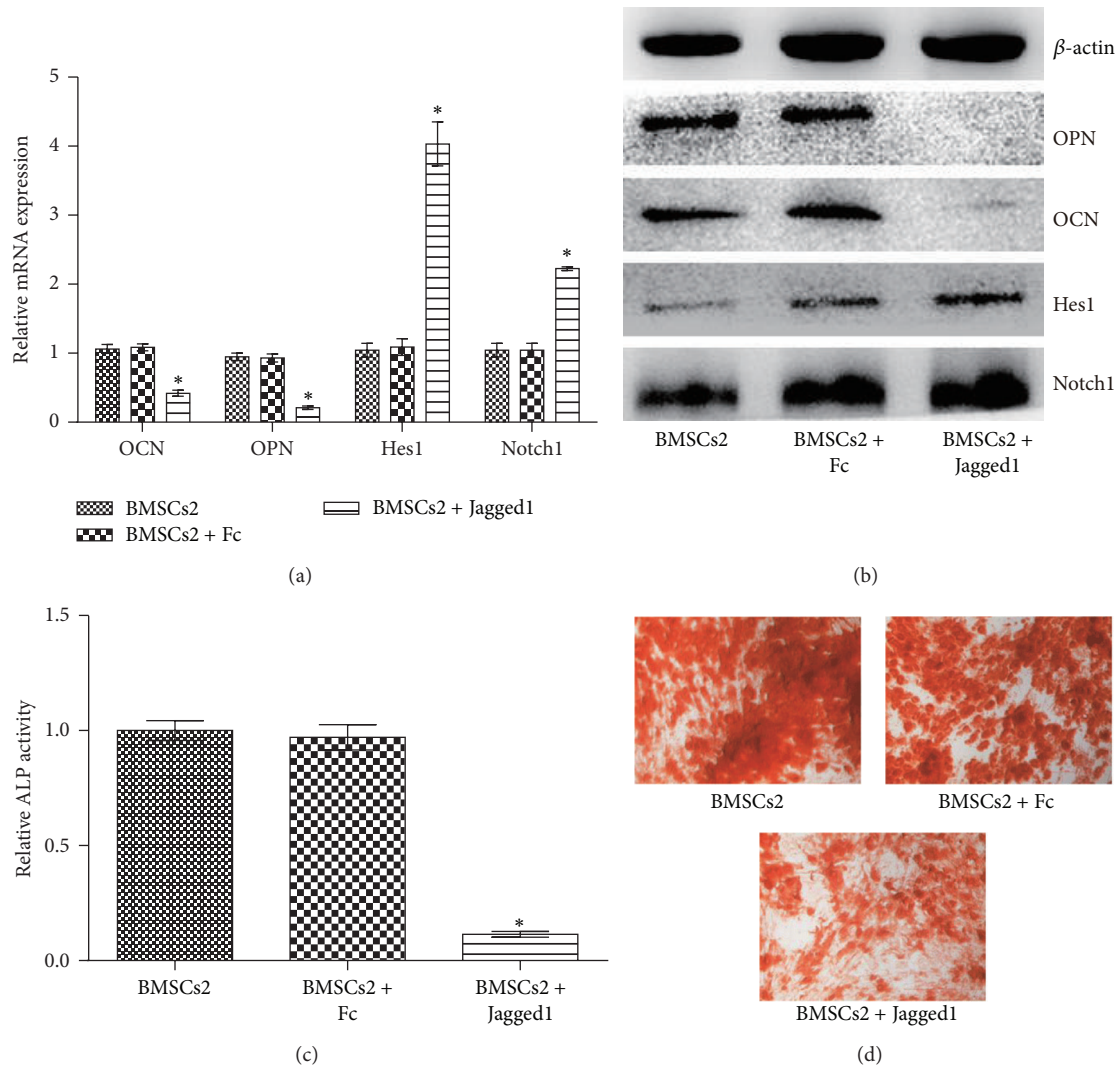 Relative mRNA expression
5
4
3
2
1
0
*
*
*
*
OCN
OPN
Hes1
Notch1
BMSCs2
BMSCs2 + Fc
BMSCs2 + Jagged1
(a)
β-actin
OPN
OCN
Hes1
Notch1
BMSCs2
BMSCs2 +
Fc
BMSCs2 +
Jagged1
(b)
Relative ALP activity
1.5
1.0
0.5
0.0
*
BMSCs2
BMSCs2 +
Fc
BMSCs2 +
Jagged1
(c)
BMSCs2
BMSCs2 + Fc
BMSCs2 + Jagged1
(d)